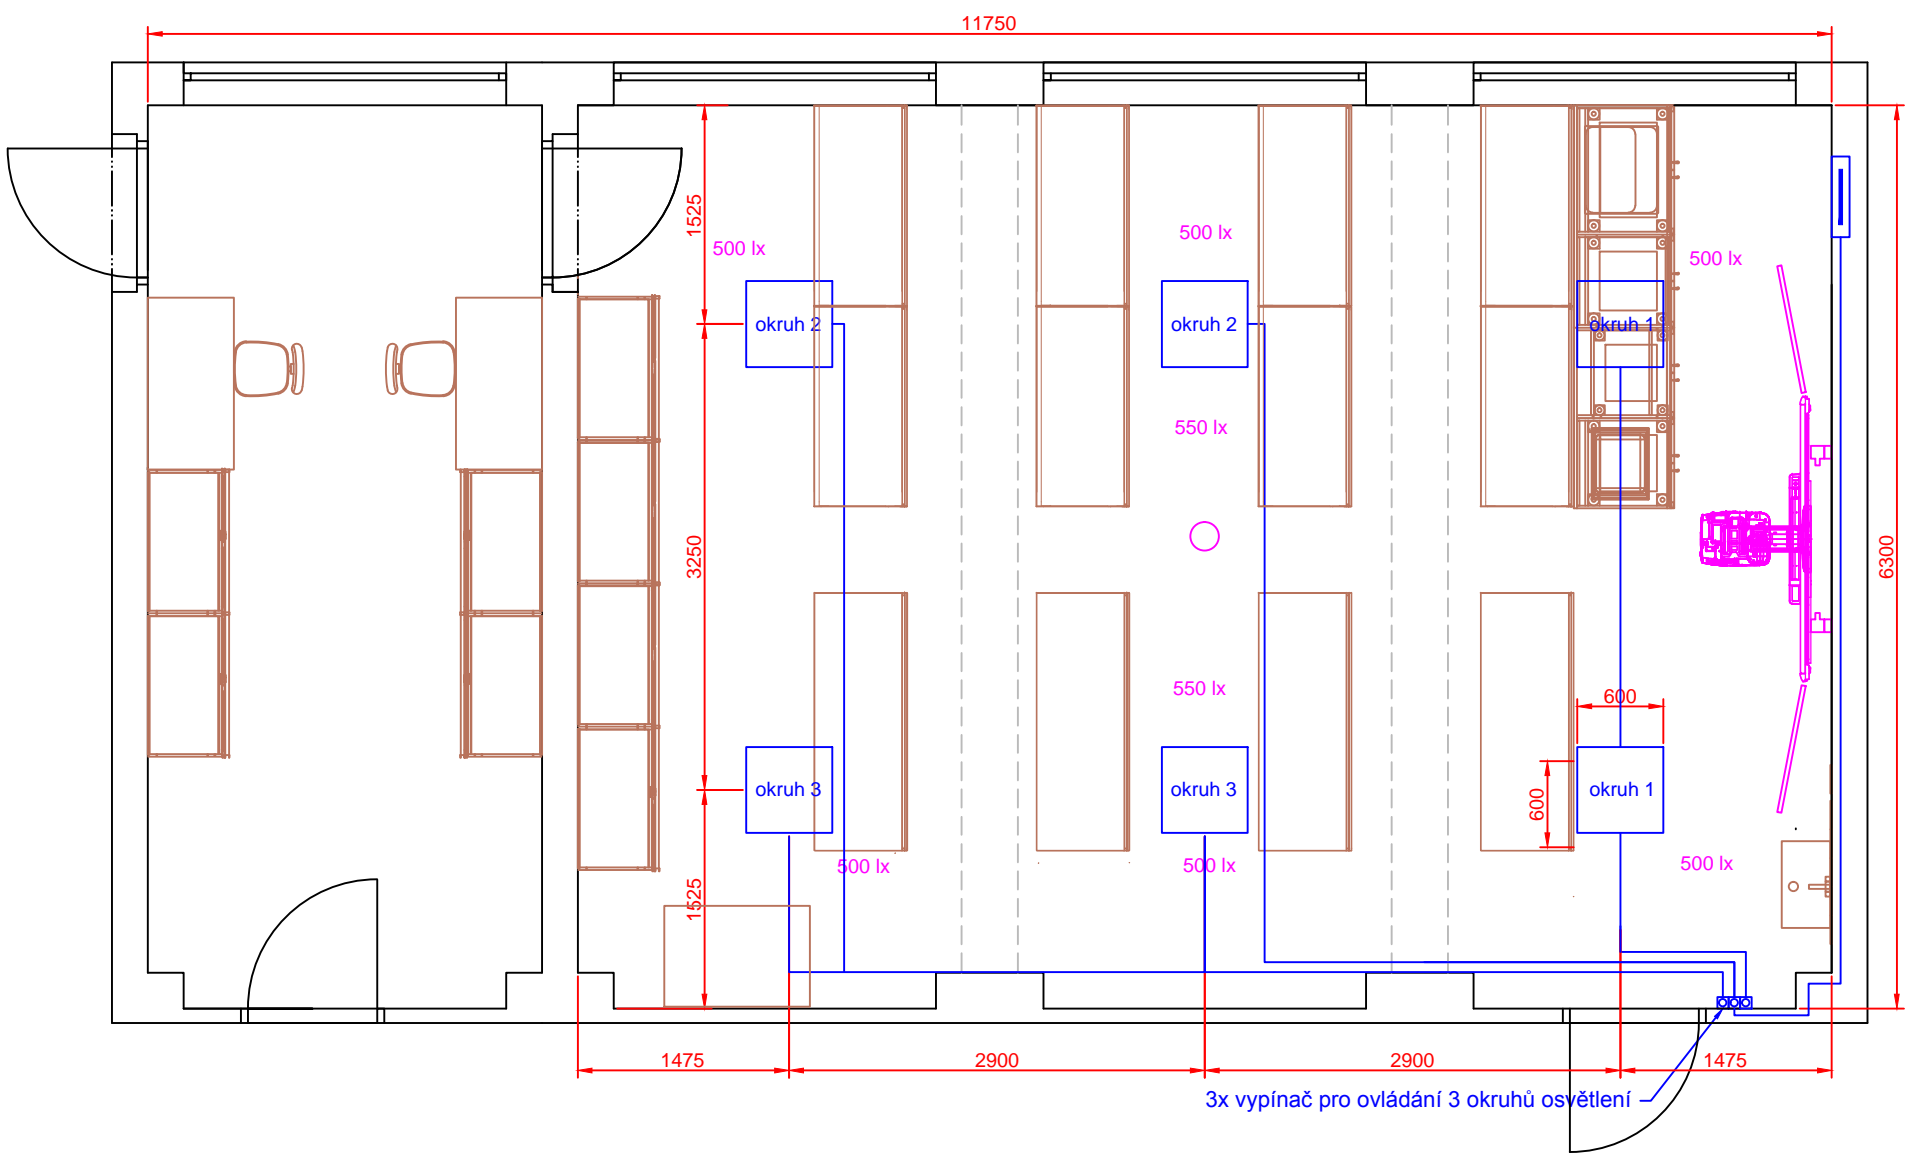 11750
1525
500 lx
500 lx
500 lx
okruh 2
okruh 2
okruh 1
550 lx
3250
6300
550 lx
600
okruh 3
okruh 3
600
okruh 1
500 lx
500 lx
500 lx
1525
1475
2900
2900
1475
3x vypínač pro ovládání 3 okruhů osvětlení